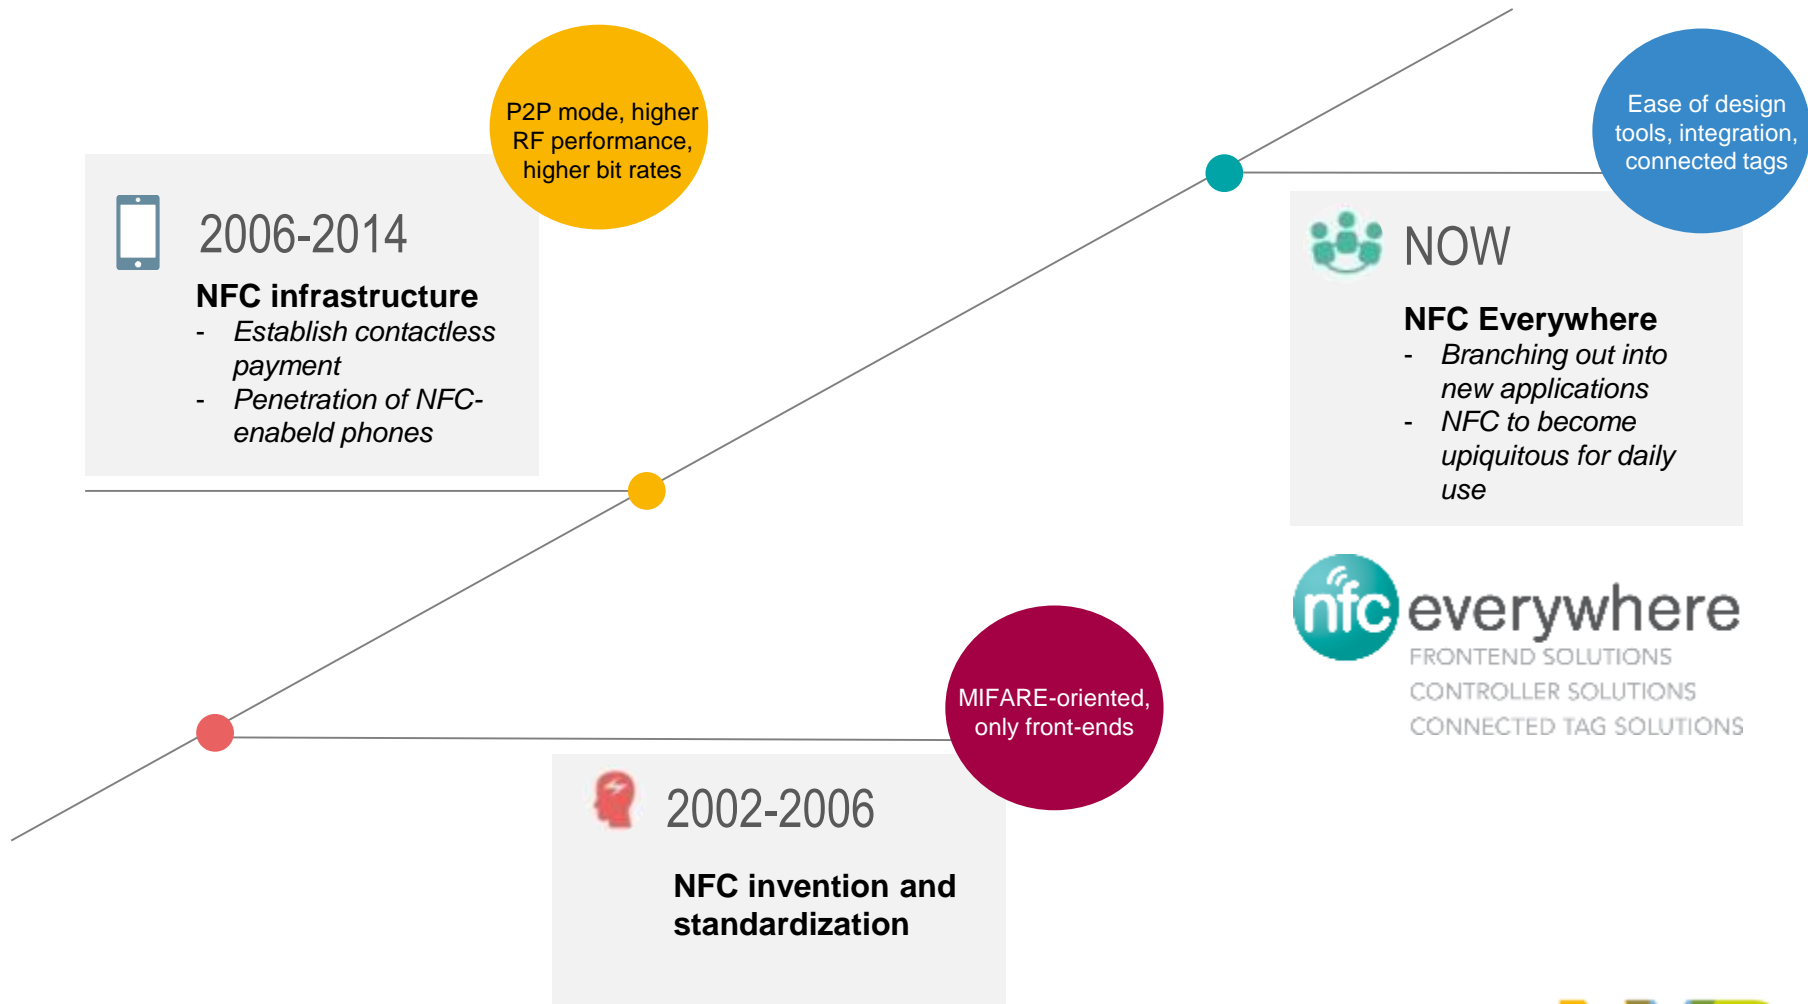 P2P mode, higher
RF performance,
higher bit rates
2006-2014
NFC infrastructure
- Establish contactless
payment
- Penetration of NFC-
enabeld phones
Ease of design
tools, integration,
connected tags
NOW
NFC Everywhere
- Branching out into
new applications
- NFC to become
upiquitous for daily
use
nfc everywhere
FRONTEND SOLUTIONS
CONTROLLER SOLUTIONS
CONNECTED TAG SOLUTIONS
MIFARE-oriented,
only front-ends
2002-2006
NFC invention and
standardization